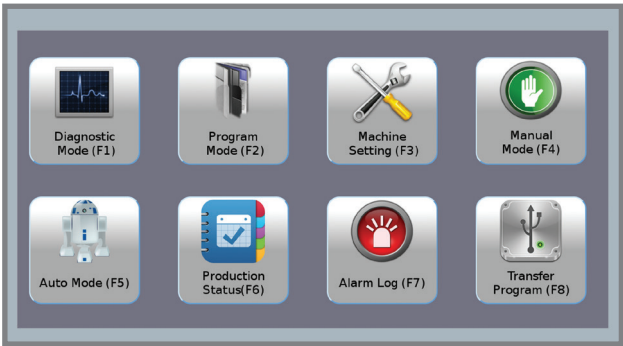 Diagnostic
Mode (F1)
Program
Mode (F2)
Machine
Setting (F3)
Manual
Mode (F4)
Auto Mode (F5)
Production
Status(F6)
Alarm Log (F7)
Transfer
Program (F8)